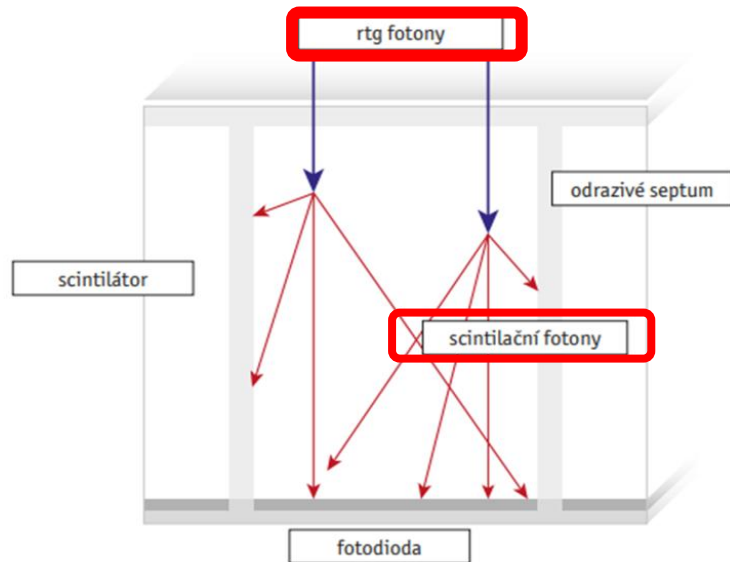 rtg fotony
odrazivé septum
scintilátor
scintilační fotony
fotodioda